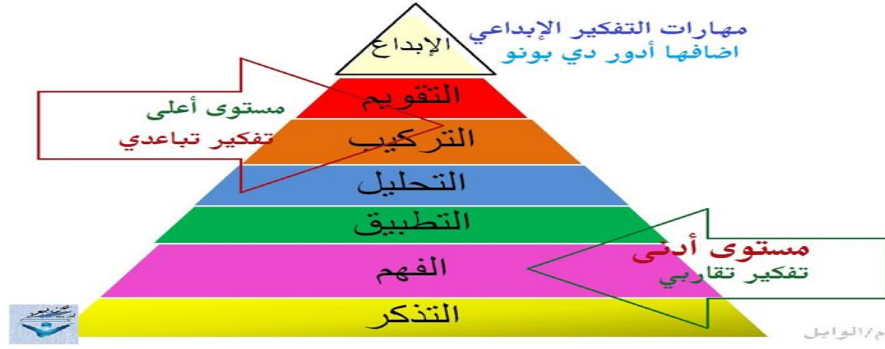 مهارات التفكير الإبداعي
اضافها أدور دي بونو
الإبداع
التقويم
مستوى أعلى
تفكير تباعدي
التركيب
التحليل
التطبيق
مستوى أدنى
تفكير تقاربي
الفهم
التذكر
م/الوايل